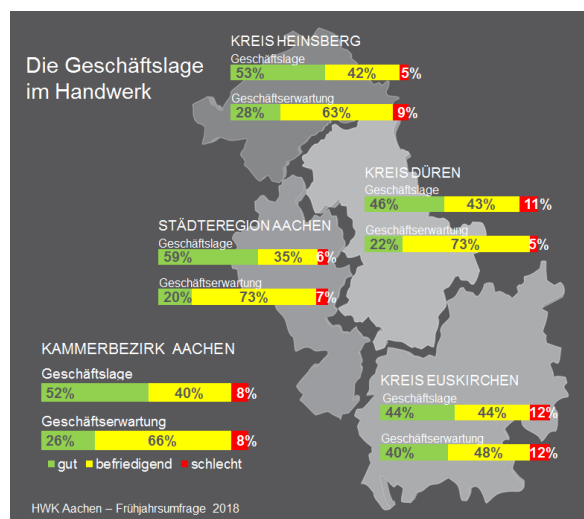 Die Geschäftslage
im Handwerk
KREIS HEINSBERG
Geschäftslage
53% 42% 5%
Geschäftserwartung
28% 63% 9%
KREIS DÜREN
Geschäftslage
46% 43% 11%
Geschäftserwartung
22% 73% 5%
STÄDTEREGION AACHEN
Geschäftslage
59% 35% 6%
Geschäftserwartung
20% 73% 7%
KAMMERBEZIRK AACHEN
Geschäftslage
52% 40% 8%
Geschäftserwartung
26% 66% 8%
gut befriedigend schlecht
KREIS EUSKIRCHEN
Geschäftslage
44% 44% 12%
Geschäftserwartung
40% 48% 12%
HWK Aachen – Frühjahrsumfrage 2018